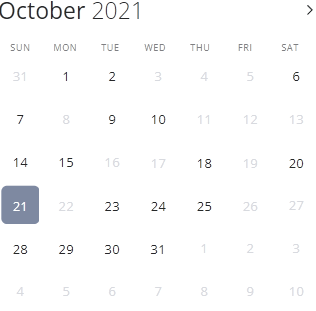 October 2021
SUN MON TUE WED THU FRI SAT
31 1 2 3 4 5 6
7 8 9 10 11 12 13
14 15 16 17 18 19 20
21 22 23 24 25 26 27
28 29 30 31 1 2 3
4 5 6 7 8 9 10